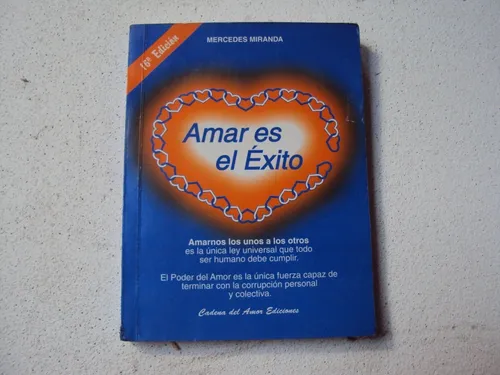 16ª Edición
MERCEDES MIRANDA
Amar es
el Éxito
Amarnos los unos a los otros
es la única ley universal que todo
ser humano debe cumplir.
El Poder del Amor es la única fuerza capaz de
terminar con la corrupción personal
y colectiva.
Cadena del Amor Ediciones